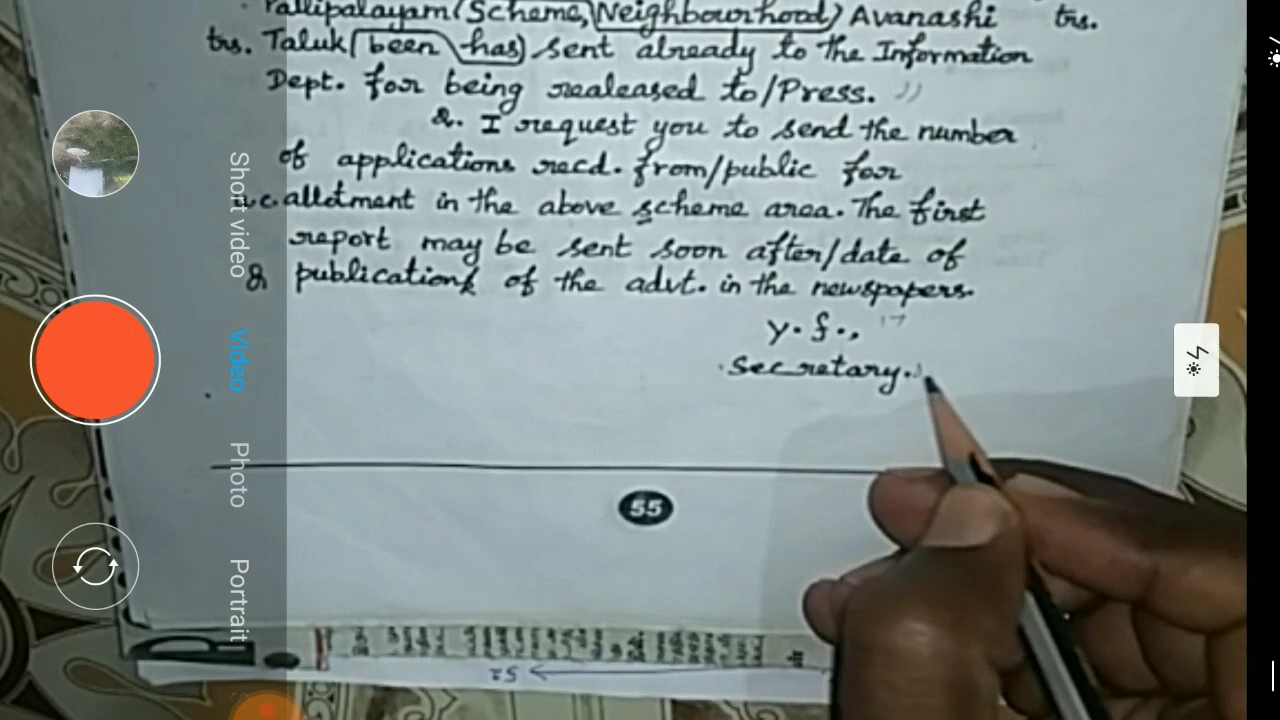 Pallipalayam (Scheme, Neighbourhood) Avanashi trs.
trs. Taluk (been has) sent already to the Information
Dept. for being realeased to/Press.
2. I request you to send the number
of applications recd. from/public for
u.c. allotment in the above scheme area. The first
report may be sent soon after/date of
publication of the advt. in the newspapers.
y.f.,
Secretary.
55
52
Short video
Video
Photo
Portrait